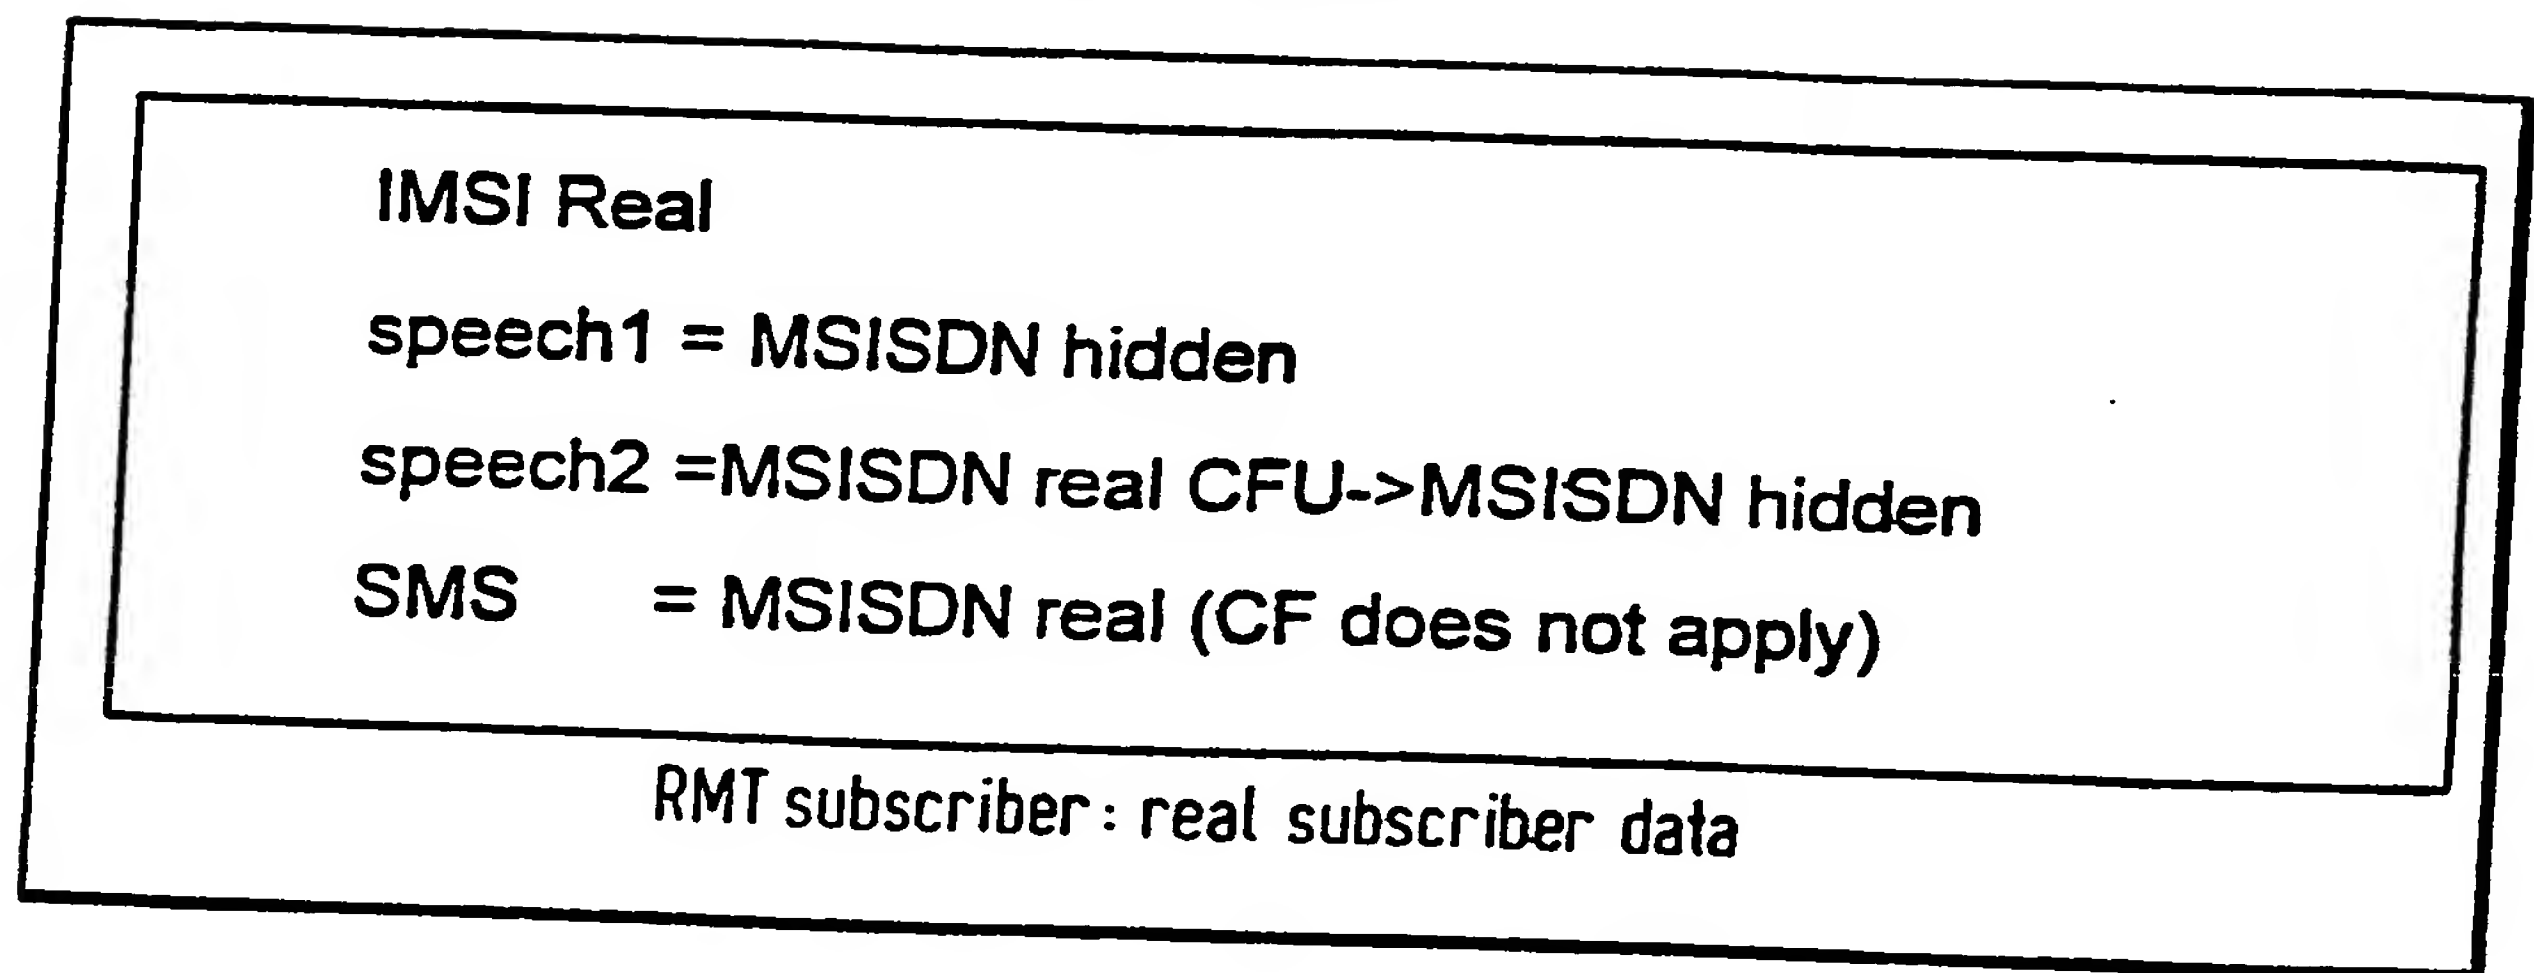 IMSI Real
speech1 = MSISDN hidden
speech2 =MSISDN real CFU->MSISDN hidden
SMS = MSISDN real (CF does not apply)
RMT subscriber: real subscriber data